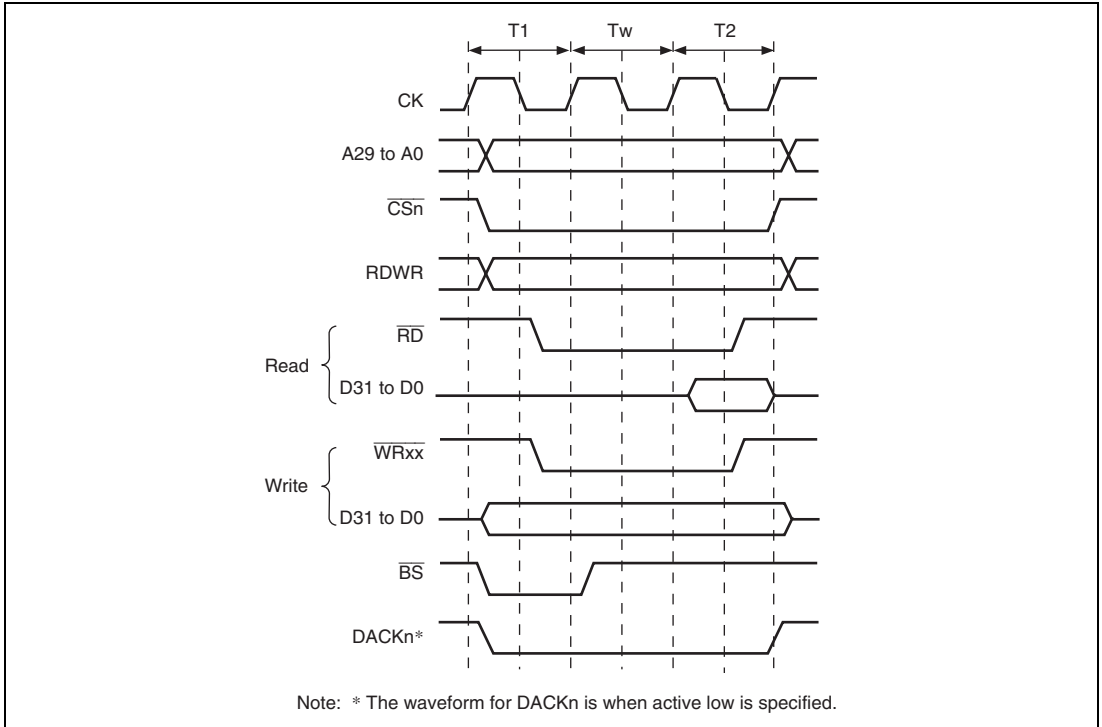 T1 Tw T2
CK
A29 to A0
CSn
RDWR
RD
Read
D31 to D0
WRxx
Write
D31 to D0
BS
DACKn*
Note: * The waveform for DACKn is when active low is specified.